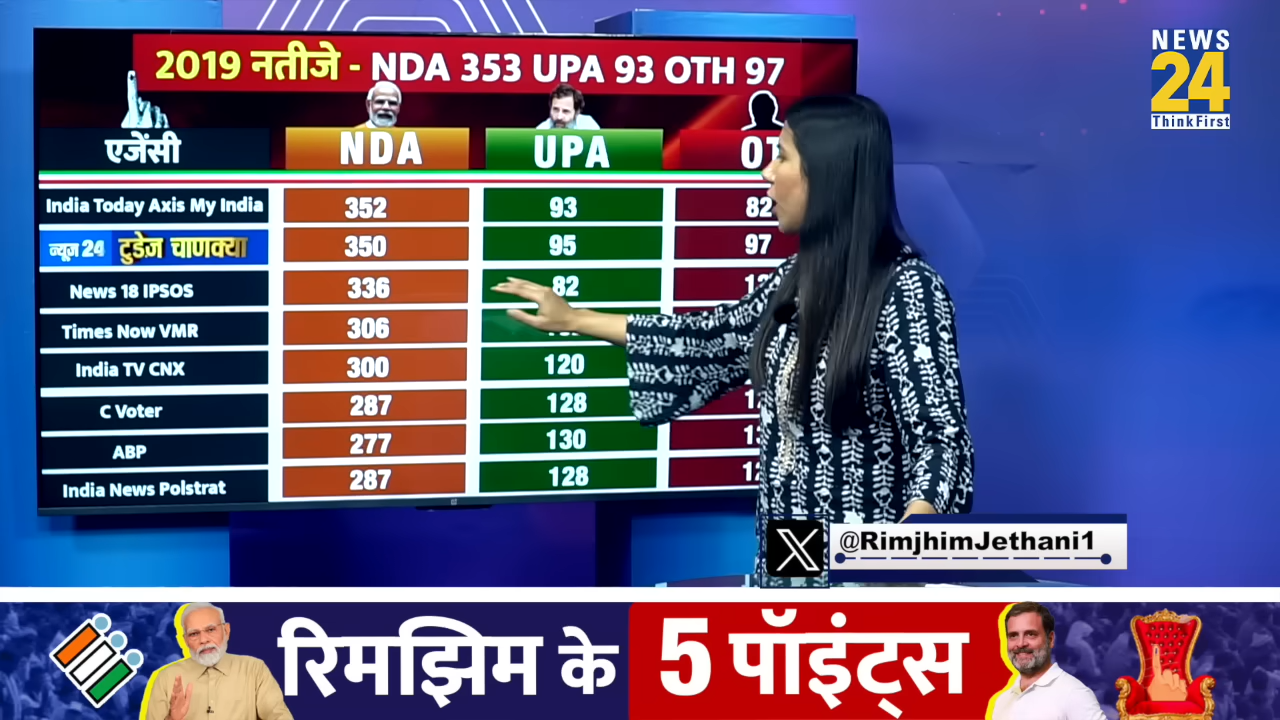 2019 नतीजे - NDA 353 UPA 93 OTH 97
NEWS
24
Think First
एजेंसी NDA UPA
India Today Axis My India 352 93 82
न्यूज़ 24 टुडेज़ चाणक्या 350 95 97
News 18 IPSOS 336 82
Times Now VMR 306
India TV CNX 300 120
C Voter 287 128
ABP 277 130
India News Polstrat 287 128
@RimjhimJethani1
रिमझिम के 5 पॉइंट्स